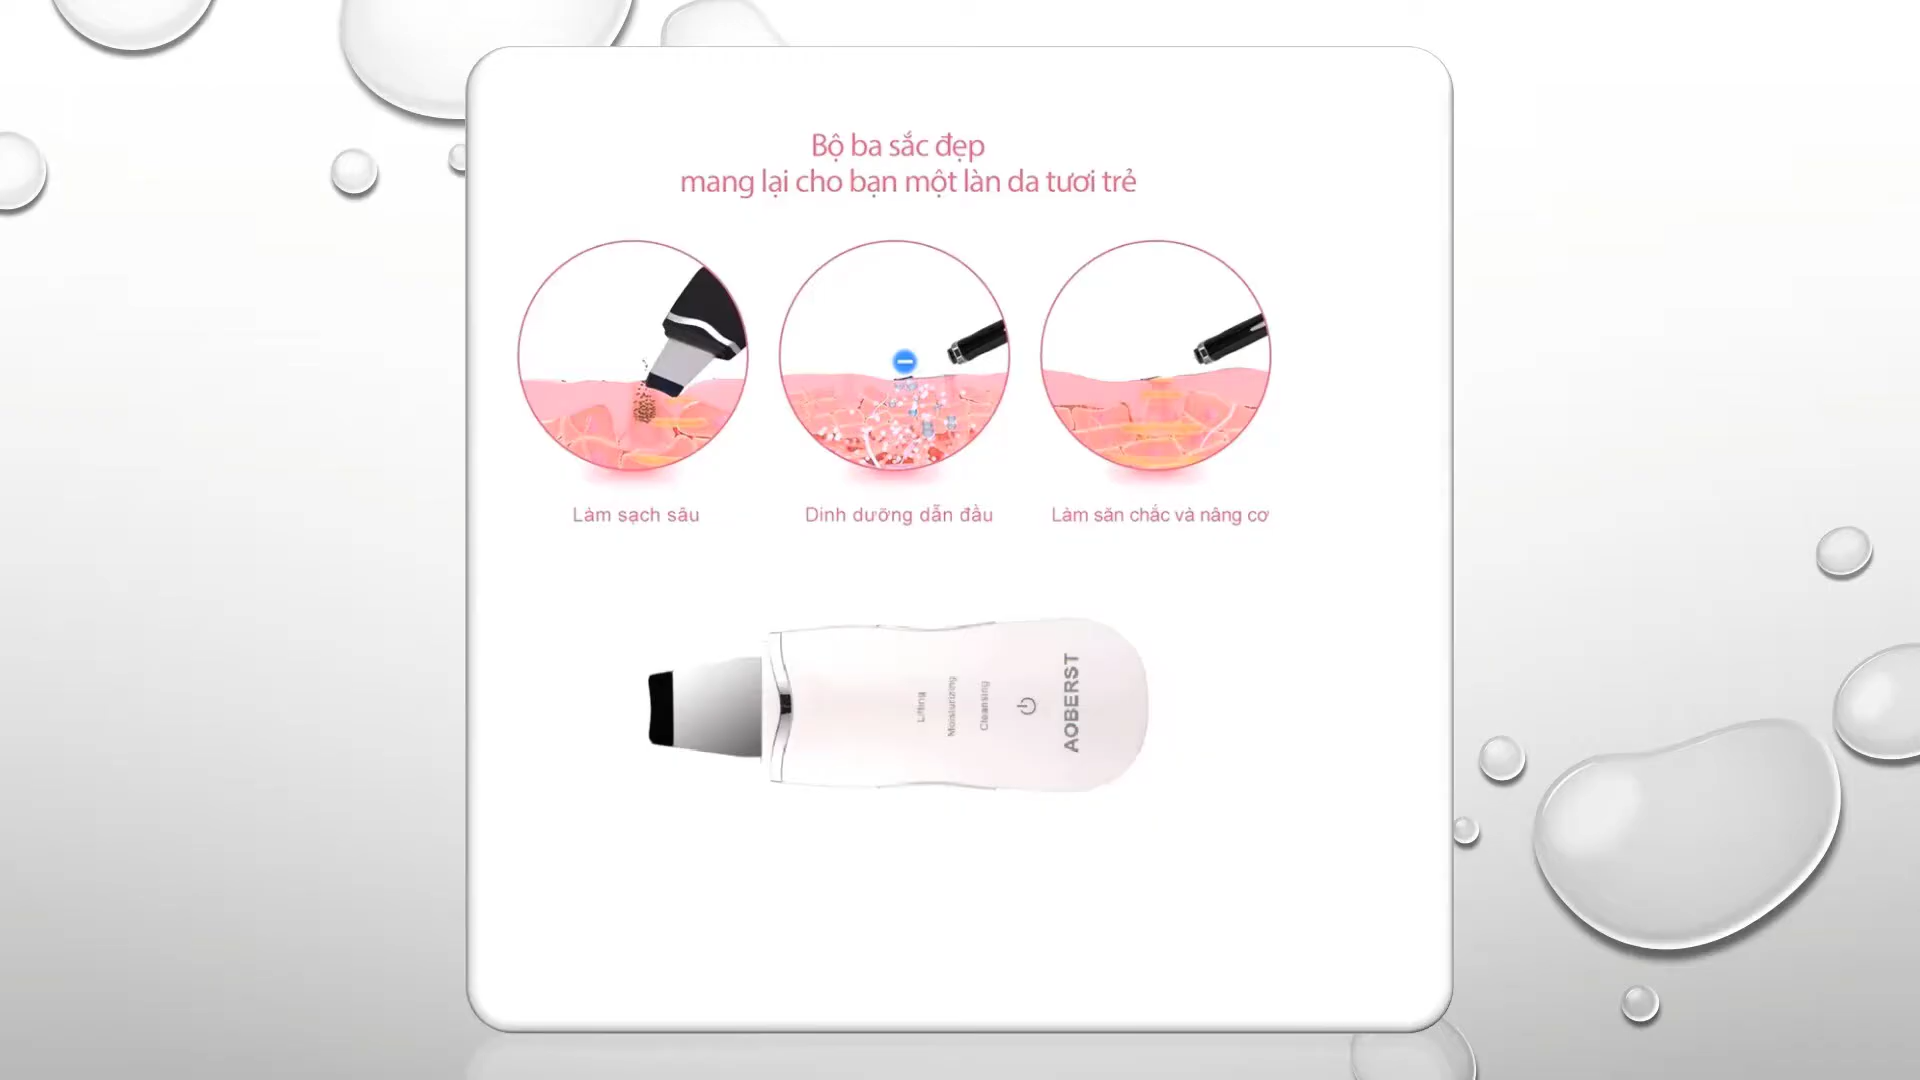 Bộ ba sắc đẹp
mang lại cho bạn một làn da tươi trẻ
Làm sạch sâu
Dinh dưỡng dẫn đầu
Làm săn chắc và nâng cơ
Lifting
Moisturizing
Cleansing
AOBERST